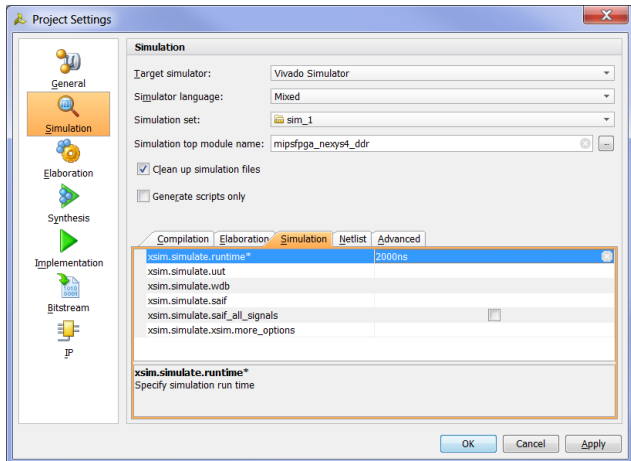 Project Settings
General
Simulation
Elaboration
Synthesis
Implementation
Bitstream
IP
Simulation
Target simulator: Vivado Simulator
Simulator language: Mixed
Simulation set: sim_1
Simulation top module name: mipsfpga_nexys4_ddr
...
Clean up simulation files
Generate scripts only
Compilation Elaboration Simulation Netlist Advanced
xsim.simulate.runtime* 2000ns
xsim.simulate.uut
xsim.simulate.wdb
xsim.simulate.saif
xsim.simulate.saif_all_signals
xsim.simulate.xsim.more_options
xsim.simulate.runtime*
Specify simulation run time
OK Cancel Apply